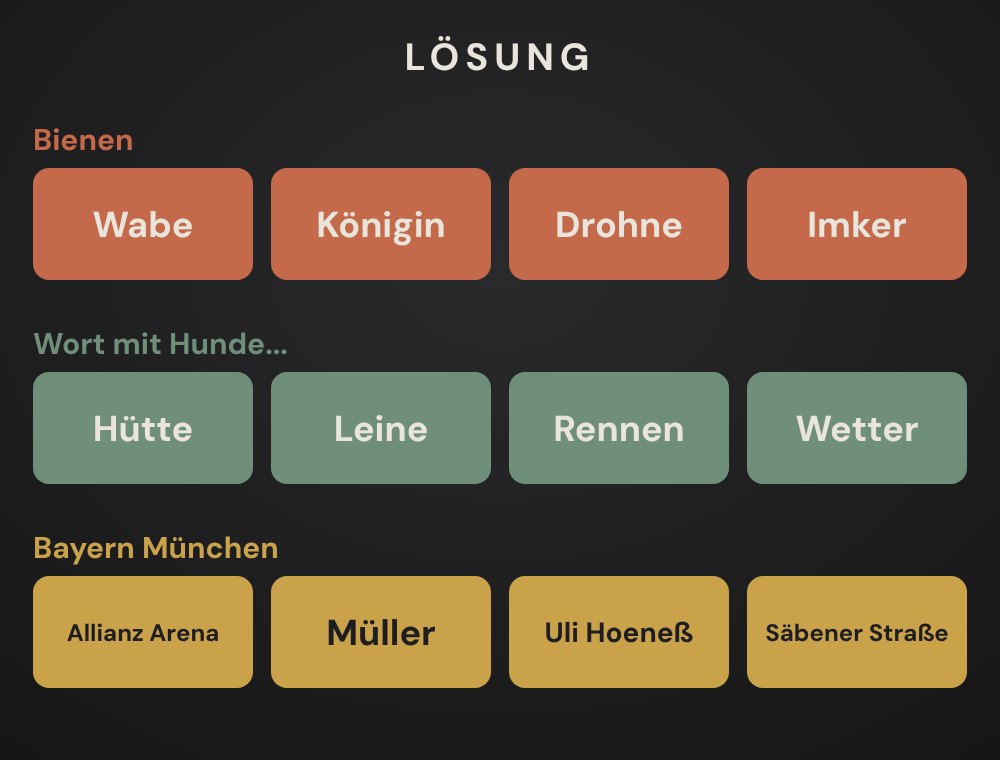 LÖSUNG
Bienen
Wabe Königin Drohne Imker
Wort mit Hunde...
Hütte Leine Rennen Wetter
Bayern München
Allianz Arena Müller Uli Hoeneß Säbener Straße